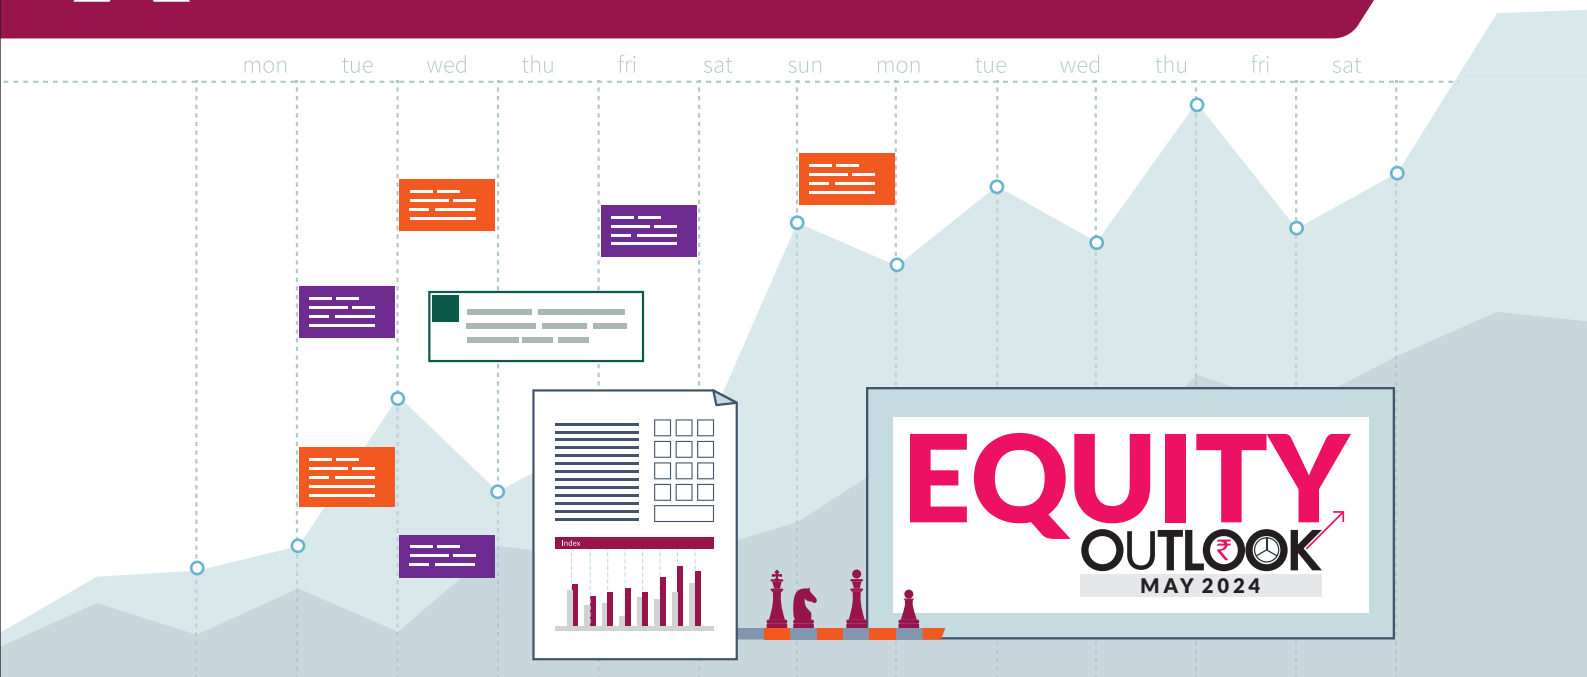 mon tue wed thu fri sat sun mon tue wed thu fri sat
Index
EQUITY
OUTLOOK
MAY 2024